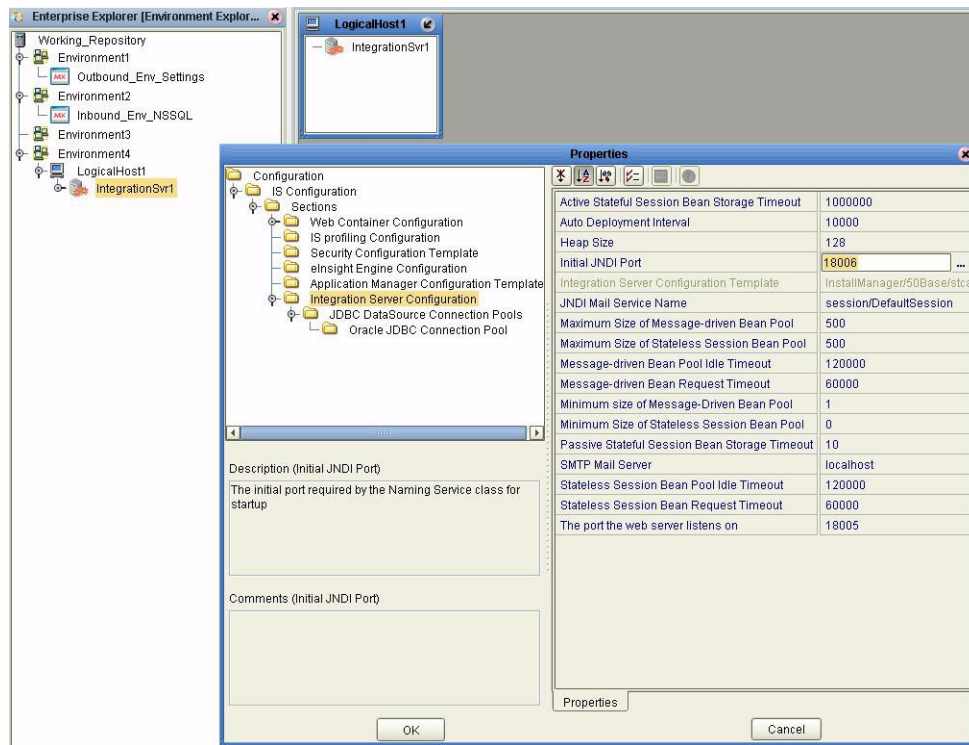 Enterprise Explorer [Environment Explor...
Working_Repository
Environment1
Outbound_Env_Settings
Environment2
Inbound_Env_NSSQL
Environment3
Environment4
LogicalHost1
IntegrationSvr1
LogicalHost1
IntegrationSvr1
Properties
Configuration
IS Configuration
Sections
Web Container Configuration
IS profiling Configuration
Security Configuration Template
eInsight Engine Configuration
Application Manager Configuration Template
Integration Server Configuration
JDBC DataSource Connection Pools
Oracle JDBC Connection Pool
Description (Initial JNDI Port)
The initial port required by the Naming Service class for
startup
Comments (Initial JNDI Port)
Active Stateful Session Bean Storage Timeout 1000000
Auto Deployment Interval 10000
Heap Size 128
Initial JNDI Port 18006 ...
Integration Server Configuration Template InstallManager/50Base/stca
JNDI Mail Service Name session/DefaultSession
Maximum Size of Message-driven Bean Pool 500
Maximum Size of Stateless Session Bean Pool 500
Message-driven Bean Pool Idle Timeout 120000
Message-driven Bean Request Timeout 60000
Minimum size of Message-Driven Bean Pool 1
Minimum Size of Stateless Session Bean Pool 0
Passive Stateful Session Bean Storage Timeout 10
SMTP Mail Server localhost
Stateless Session Bean Pool Idle Timeout 120000
Stateless Session Bean Request Timeout 60000
The port the web server listens on 18005
Properties
OK
Cancel